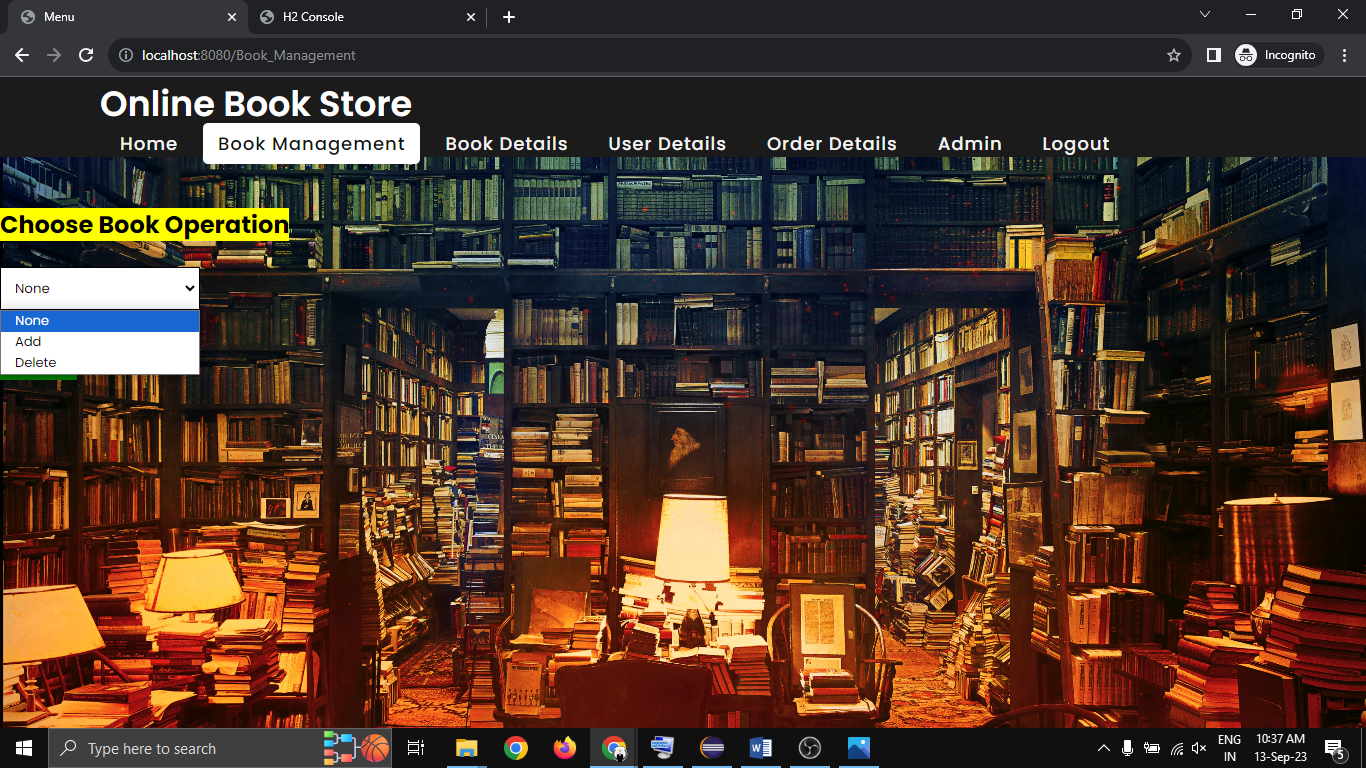 Menu
H2 Console
localhost:8080/Book_Management
Incognito
Online Book Store
Home Book Management Book Details User Details Order Details Admin Logout
Choose Book Operation
None
None
Add
Delete
Type here to search
ENG
IN
10:37 AM
13-Sep-23
5